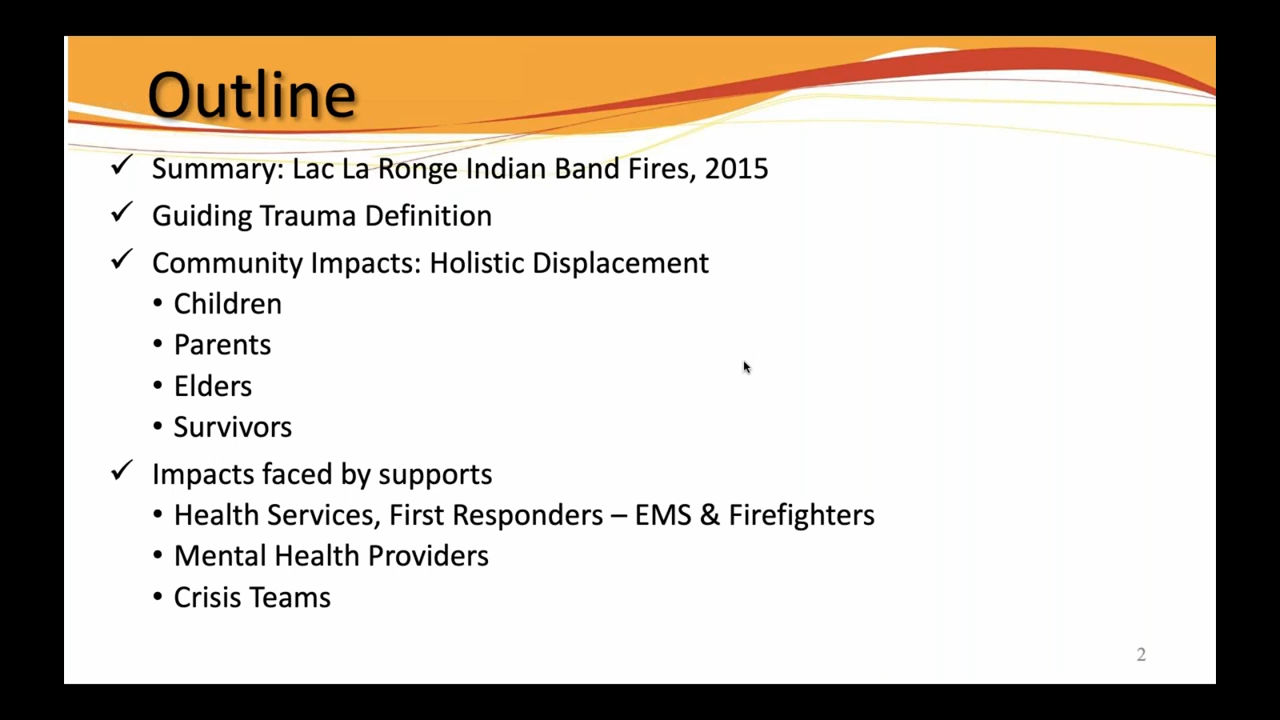 Outline
✓ Summary: Lac La Ronge Indian Band Fires, 2015
✓ Guiding Trauma Definition
✓ Community Impacts: Holistic Displacement
• Children
• Parents
• Elders
• Survivors
✓ Impacts faced by supports
• Health Services, First Responders – EMS & Firefighters
• Mental Health Providers
• Crisis Teams
2